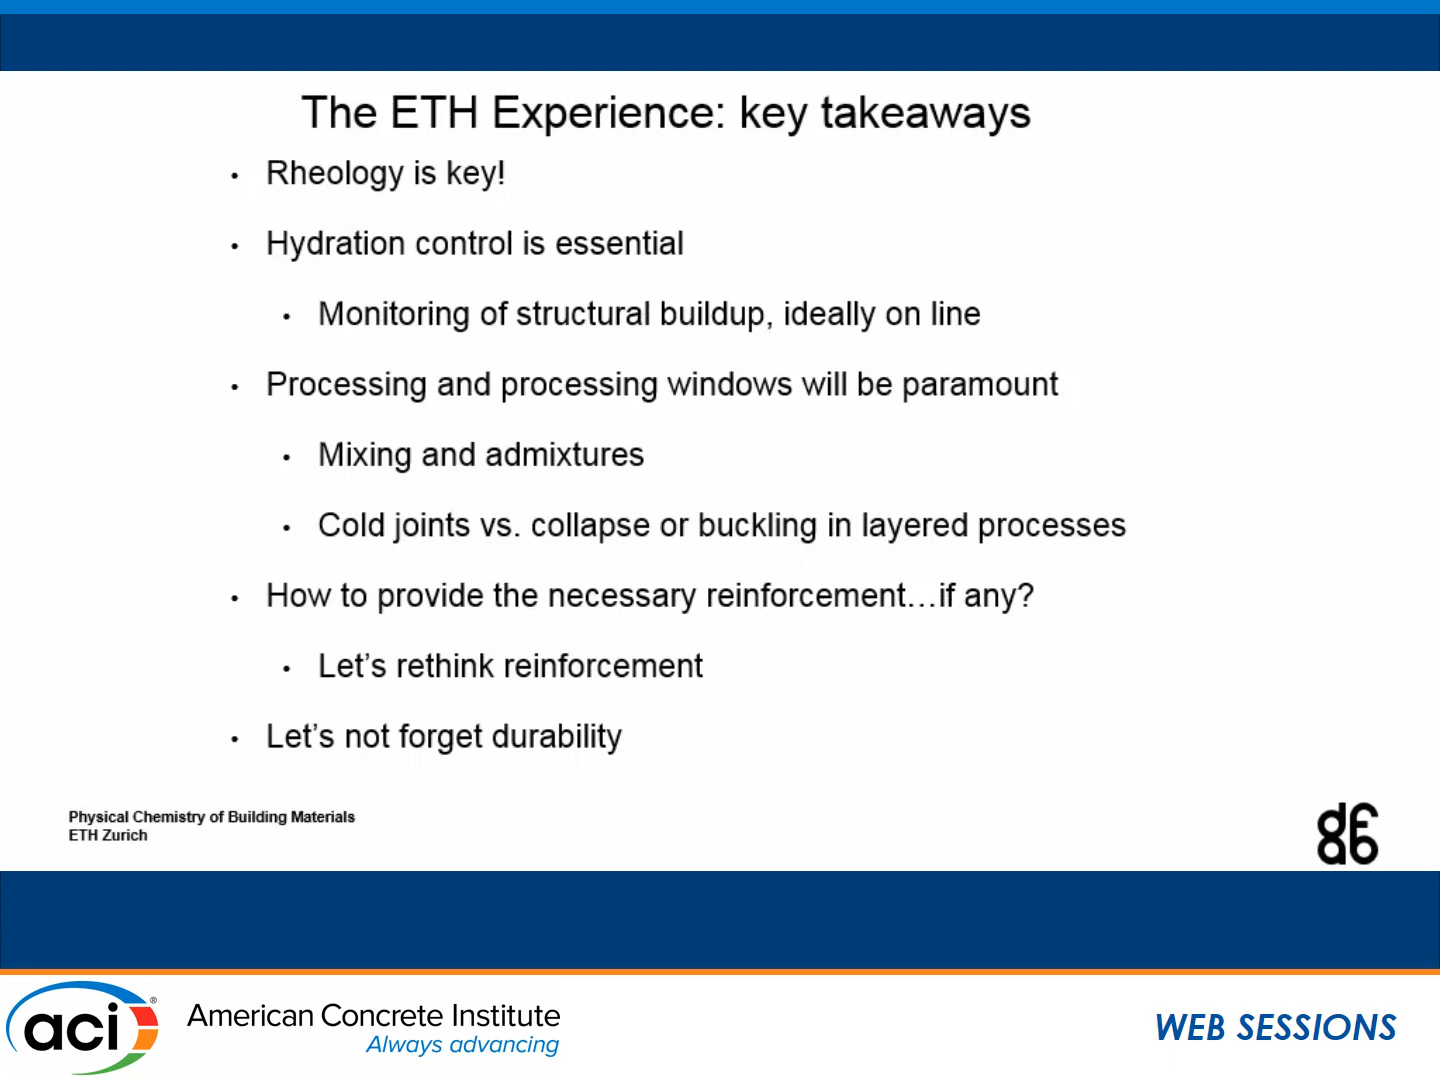 The ETH Experience: key takeaways
• Rheology is key!
• Hydration control is essential
• Monitoring of structural buildup, ideally on line
• Processing and processing windows will be paramount
• Mixing and admixtures
• Cold joints vs. collapse or buckling in layered processes
• How to provide the necessary reinforcement…if any?
• Let's rethink reinforcement
• Let's not forget durability
Physical Chemistry of Building Materials
ETH Zurich
aci®
American Concrete Institute
Always advancing
WEB SESSIONS